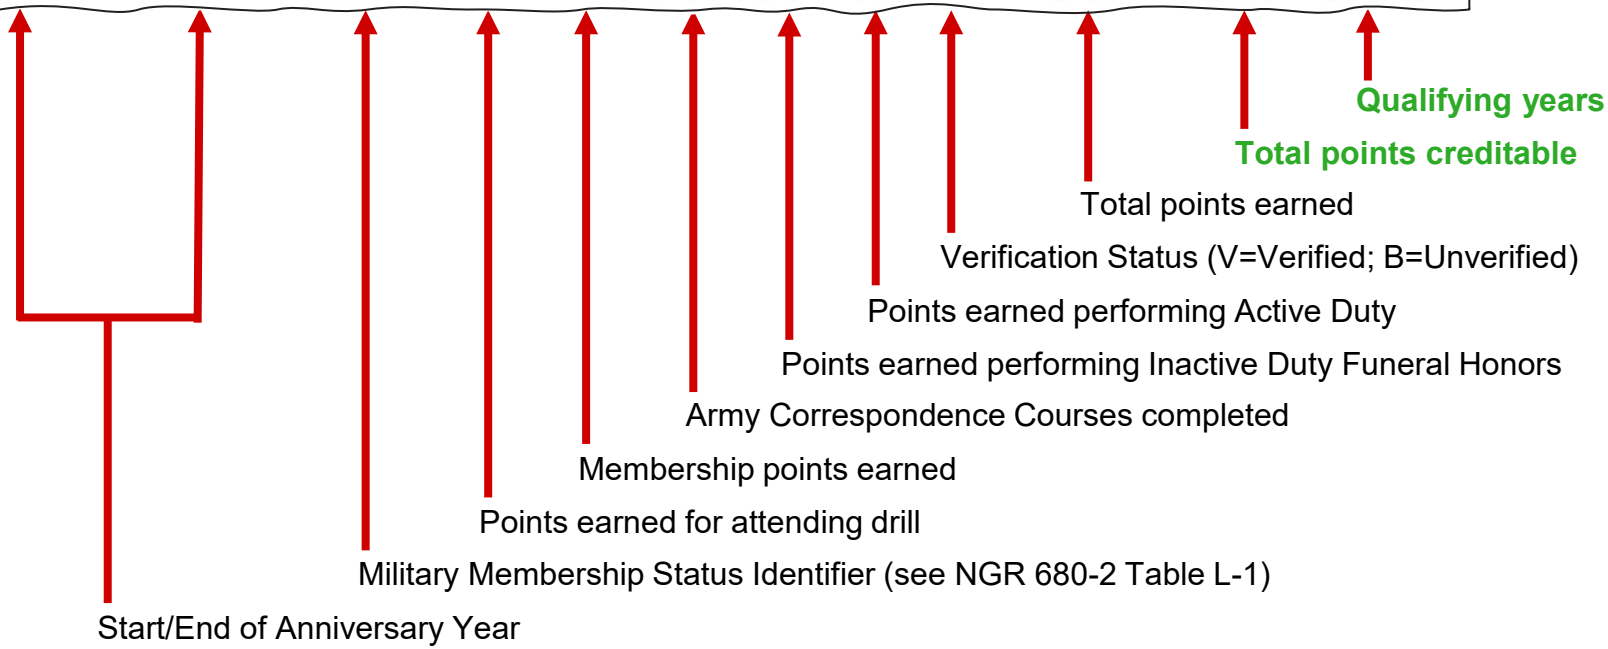 Qualifying years
Total points creditable
Total points earned
Verification Status (V=Verified; B=Unverified)
Points earned performing Active Duty
Points earned performing Inactive Duty Funeral Honors
Army Correspondence Courses completed
Membership points earned
Points earned for attending drill
Military Membership Status Identifier (see NGR 680-2 Table L-1)
Start/End of Anniversary Year